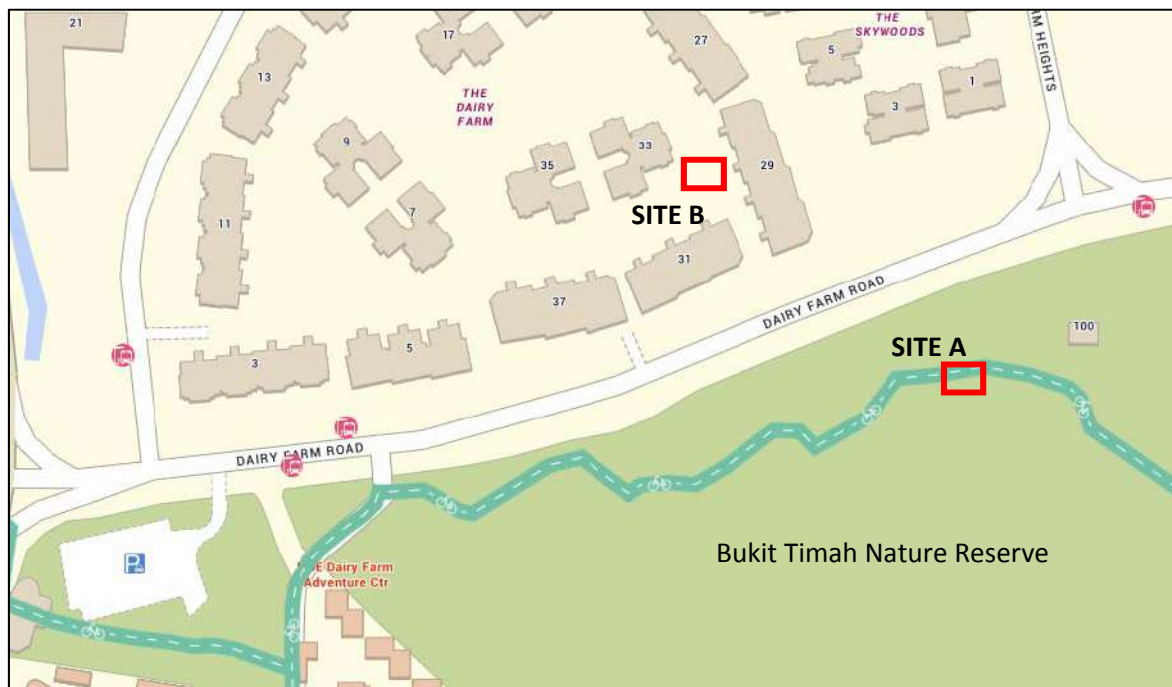 21
17
THE
DAIRY
FARM
13
27
THE
SKYWOODS
5
RM HEIGHTS
1
3
9
35
33
29
SITE B
7
11
31
37
DAIRY FARM ROAD
100
SITE A
3
5
DAIRY FARM ROAD
Bukit Timah Nature Reserve
P
E Dairy Farm
Adventure Ctr